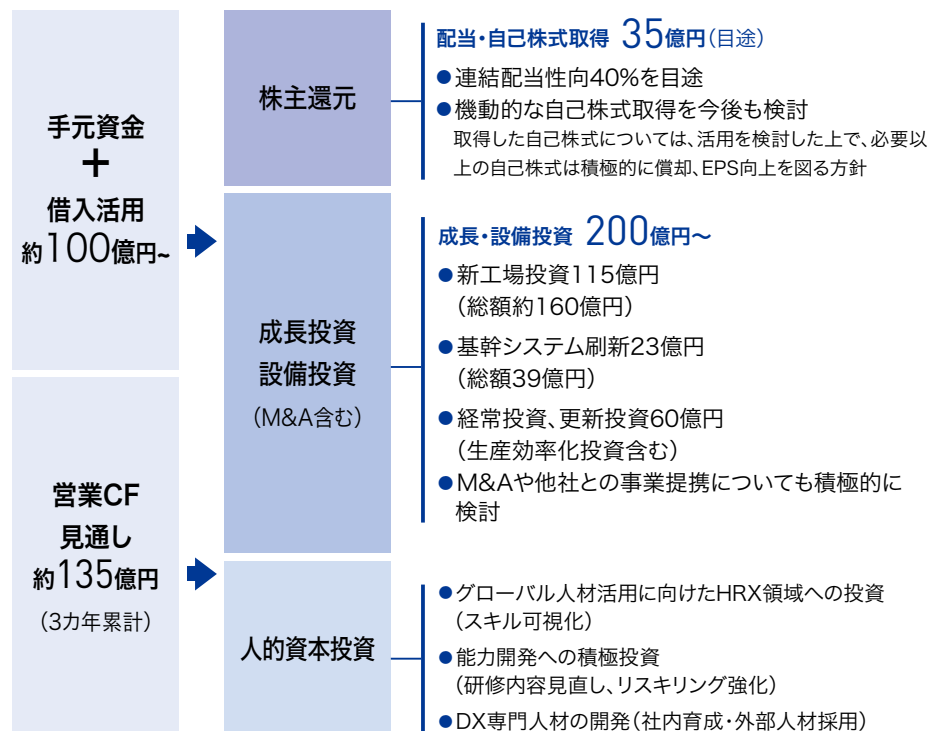 手元資金
＋
借入活用
約100億円~
営業CF
見通し
約135億円
（3カ年累計）
株主還元
成長投資
設備投資
（M&A含む）
人的資本投資
配当・自己株式取得 35億円（目途）
●連結配当性向40%を目途
●機動的な自己株式取得を今後も検討
取得した自己株式については、活用を検討した上で、必要以
上の自己株式は積極的に償却、EPS向上を図る方針
成長・設備投資 200億円～
●新工場投資115億円
（総額約160億円）
●基幹システム刷新23億円
（総額39億円）
●経常投資、更新投資60億円
（生産効率化投資含む）
●M&Aや他社との事業提携についても積極的に
検討
●グローバル人材活用に向けたHRX領域への投資
（スキル可視化）
●能力開発への積極投資
（研修内容見直し、リスキリング強化）
●DX専門人材の開発（社内育成・外部人材採用）